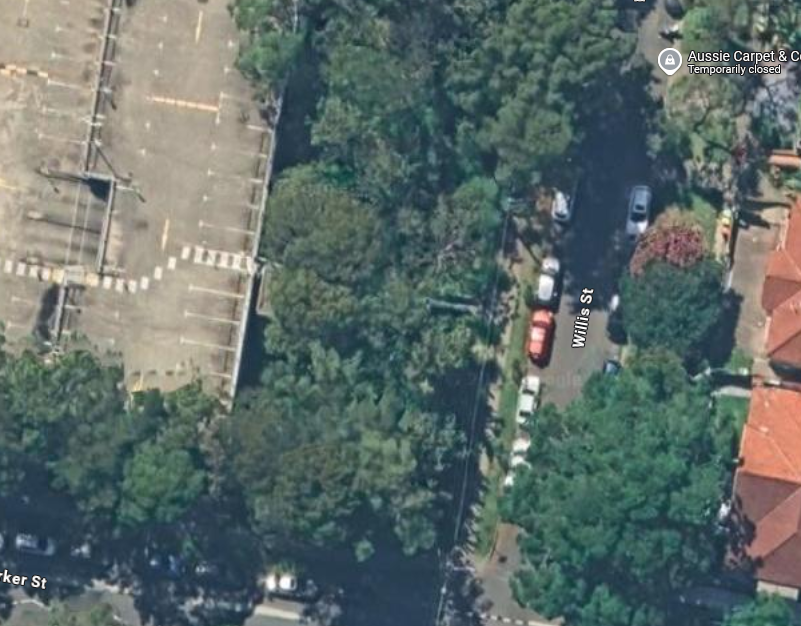 Aussie Carpet & C
Temporarily closed
Willis St
rker St